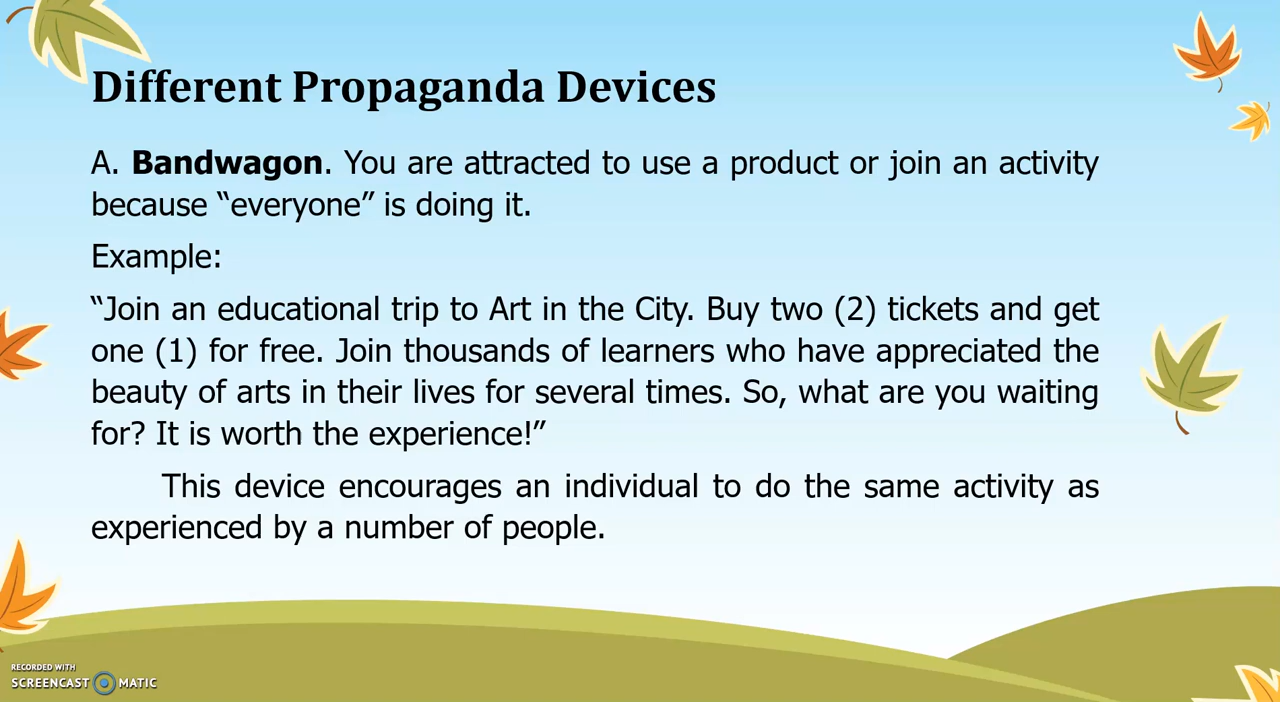 Different Propaganda Devices
A. Bandwagon. You are attracted to use a product or join an activity
because “everyone” is doing it.
Example:
“Join an educational trip to Art in the City. Buy two (2) tickets and get
one (1) for free. Join thousands of learners who have appreciated the
beauty of arts in their lives for several times. So, what are you waiting
for? It is worth the experience!”
This device encourages an individual to do the same activity as
experienced by a number of people.
RECORDED WITH
SCREENCAST MATIC